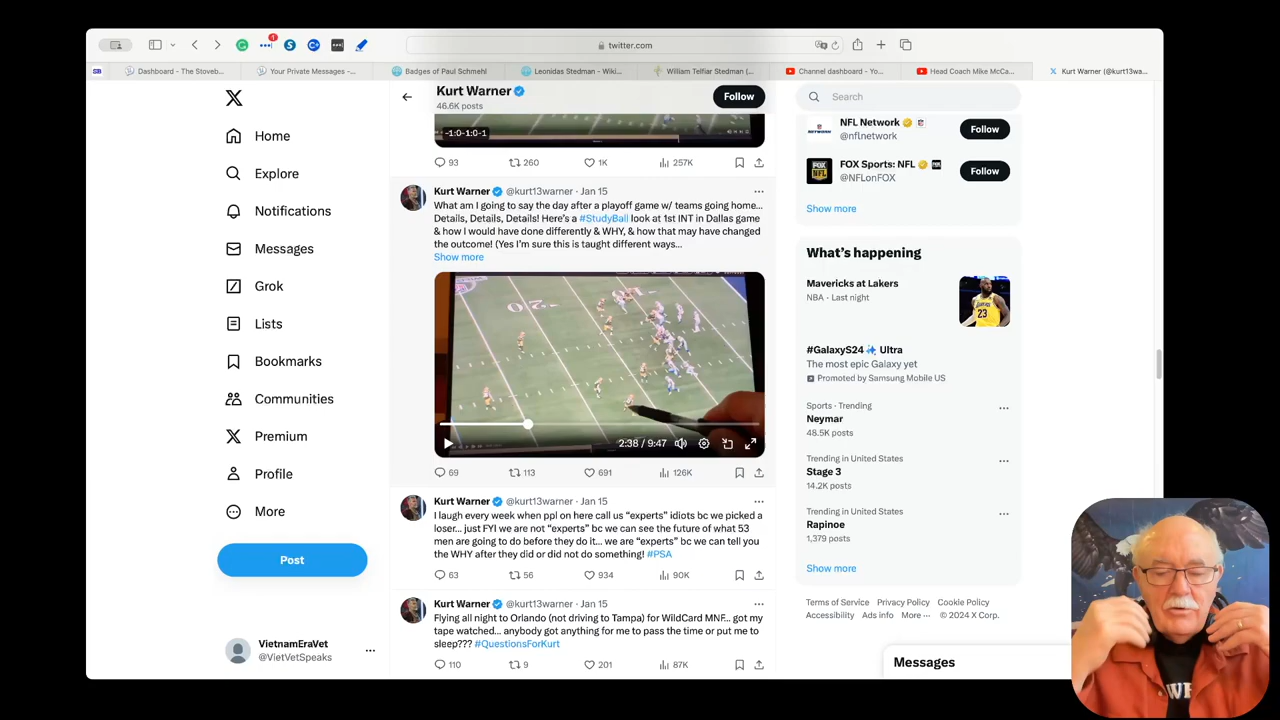 1
twitter.com
SB
Dashboard - The Stoveb...
Your Private Messages -...
Badges of Paul Schmehl
Leonidas Stedman - Wiki...
William Telfiar Stedman (...
Channel dashboard - Yo...
Head Coach Mike McCa...
Kurt Warner (@kurt13wa...
Home
Explore
Notifications
Messages
Grok
Lists
Bookmarks
Communities
Premium
Profile
More
Post
VietnamEraVet
@VietVetSpeaks
Kurt Warner
46.6K posts
Follow
-1:0-1:0-1
93 260 1K 257K
Kurt Warner @kurt13warner · Jan 15
What am I going to say the day after a playoff game w/ teams going home...
Details, Details, Details! Here's a #StudyBall look at 1st INT in Dallas game
& how I would have done differently & WHY, & how that may have changed
the outcome! (Yes I'm sure this is taught different ways...
Show more
2:38 / 9:47
69 113 691 126K
Kurt Warner @kurt13warner · Jan 15
I laugh every week when ppl on here call us "experts" idiots bc we picked a
loser... just FYI we are not "experts" bc we can see the future of what 53
men are going to do before they do it... we are "experts" bc we can tell you
the WHY after they did or did not do something! #PSA
63 56 934 90K
Kurt Warner @kurt13warner · Jan 15
Flying all night to Orlando (not driving to Tampa) for WildCard MNF... got my
tape watched... anybody got anything for me to pass the time or put me to
sleep??? #QuestionsForKurt
110 9 201 87K
Search
NFL Network
@nflnetwork
Follow
FOX Sports: NFL
@NFLonFOX
Follow
Show more
What's happening
Mavericks at Lakers
NBA · Last night
#GalaxyS24 Ultra
The most epic Galaxy yet
Promoted by Samsung Mobile US
Sports · Trending
Neymar
48.5K posts
Trending in United States
Stage 3
14.2K posts
Trending in United States
Rapinoe
1,379 posts
Show more
Terms of Service Privacy Policy Cookie Policy
Accessibility Ads info More ··· © 2024 X Corp.
Messages